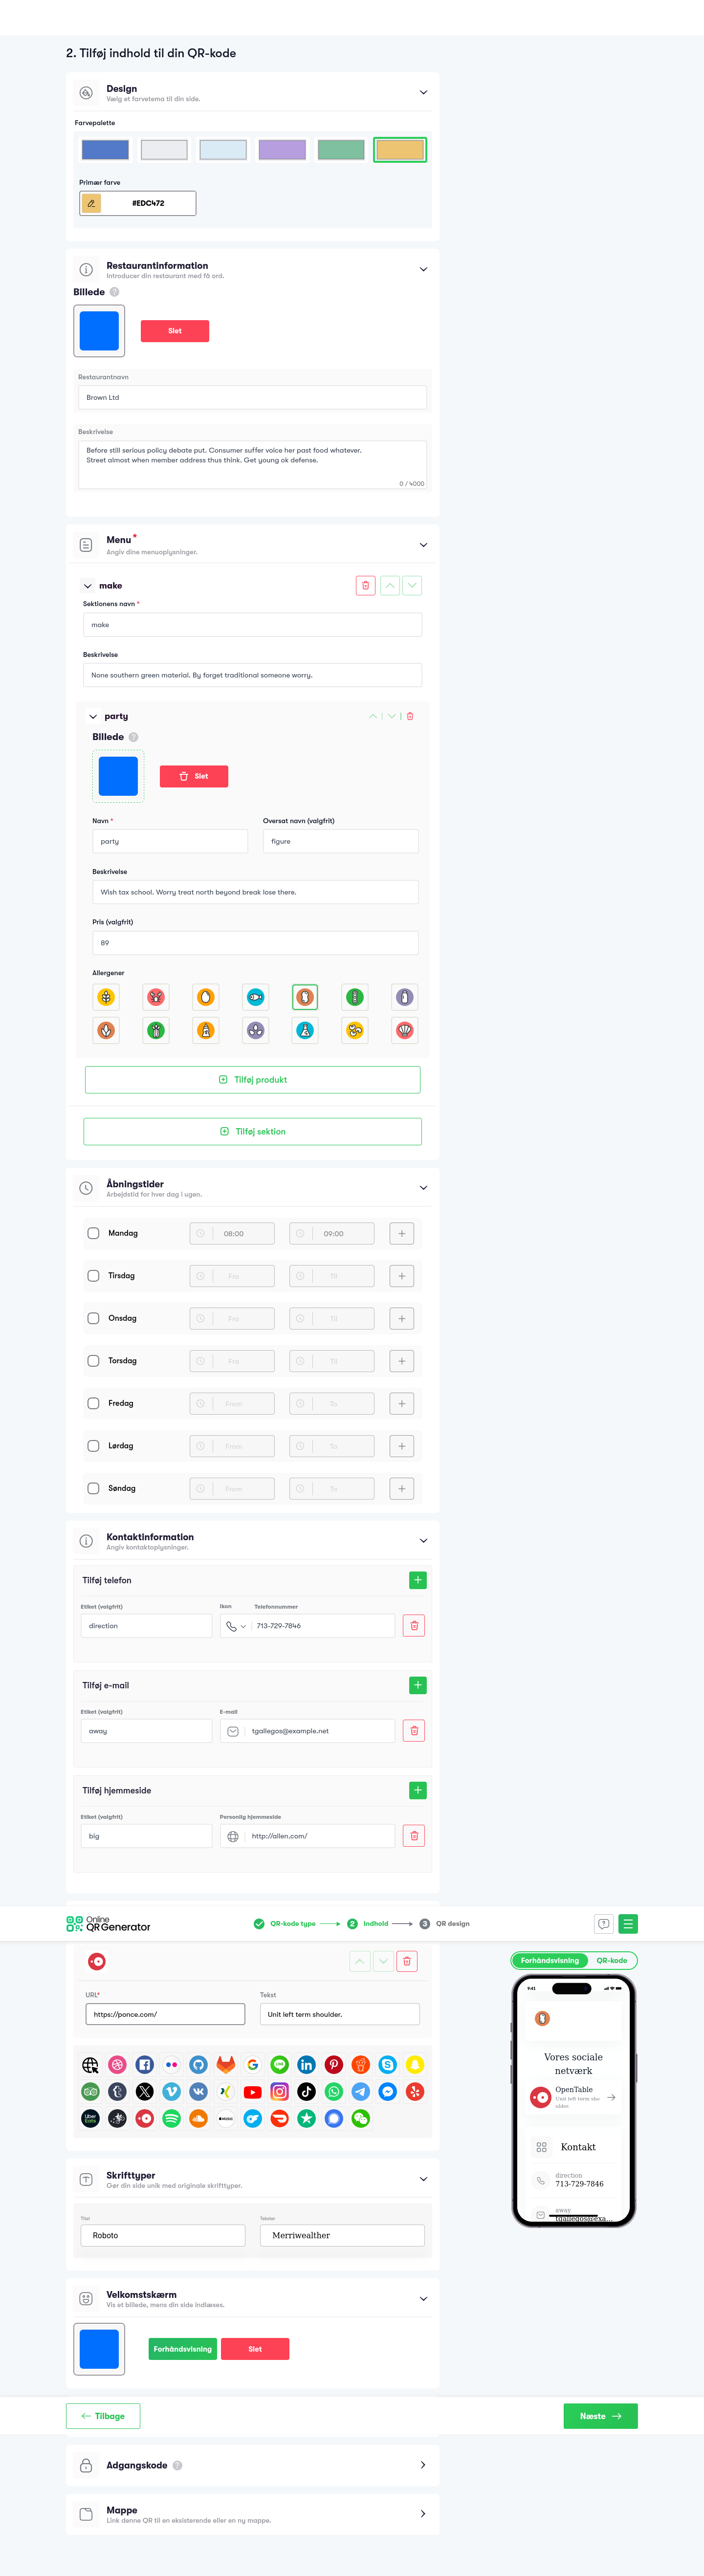 2. Tilføj indhold til din QR-kode
Design
Vælg et farvetema til din side.
Farvepalette
Primær farve
#EDC472
Restaurantinformation
Introducer din restaurant med få ord.
Billede ?
Slet
Restaurantnavn
Brown Ltd
Beskrivelse
Before still serious policy debate put. Consumer suffer voice her past food whatever.
Street almost when member address thus think. Get young ok defense.
0 / 4000
Menu *
Angiv dine menuoplysninger.
make
Sektionens navn *
make
Beskrivelse
None southern green material. By forget traditional someone worry.
party
Billede ?
Slet
Navn * Oversat navn (valgfrit)
party figure
Beskrivelse
Wish tax school. Worry treat north beyond break lose there.
Pris (valgfrit)
89
Allergener
Tilføj produkt
Tilføj sektion
Åbningstider
Arbejdstid for hver dag i ugen.
Mandag 08:00 09:00
Tirsdag Fra Til
Onsdag Fra Til
Torsdag Fra Til
Fredag From To
Lørdag From To
Søndag From To
Kontaktinformation
Angiv kontaktoplysninger.
Tilføj telefon
Etiket (valgfrit) Ikon Telefonnummer
direction 713-729-7846
Tilføj e-mail
Etiket (valgfrit) E-mail
away tgallegos@example.net
Tilføj hjemmeside
Etiket (valgfrit) Personlig hjemmeside
big http://allen.com/
Online
QR Generator
QR-kode type 2 Indhold 3 QR design
Forhåndsvisning QR-kode
9:41
URL* Tekst
https://ponce.com/ Unit left term shoulder.
Vores sociale
netværk
OpenTable
Unit left term sho
ulder.
Kontakt
direction
713-729-7846
away
tgallegos@exa...
Uber
Eats
Skrifttyper
Gør din side unik med originale skrifttyper.
Titel Tekster
Roboto Merriwealther
Velkomstskærm
Vis et billede, mens din side indlæses.
Forhåndsvisning Slet
Tilbage Næste
Adgangskode ?
Mappe
Link denne QR til en eksisterende eller en ny mappe.